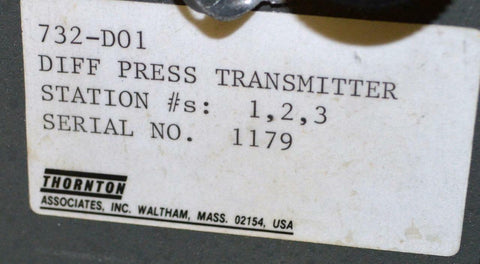 732-D01
DIFF PRESS TRANSMITTER
STATION #s: 1,2,3
SERIAL NO. 1179
THORNTON
ASSOCIATES, INC. WALTHAM, MASS. 02154, USA